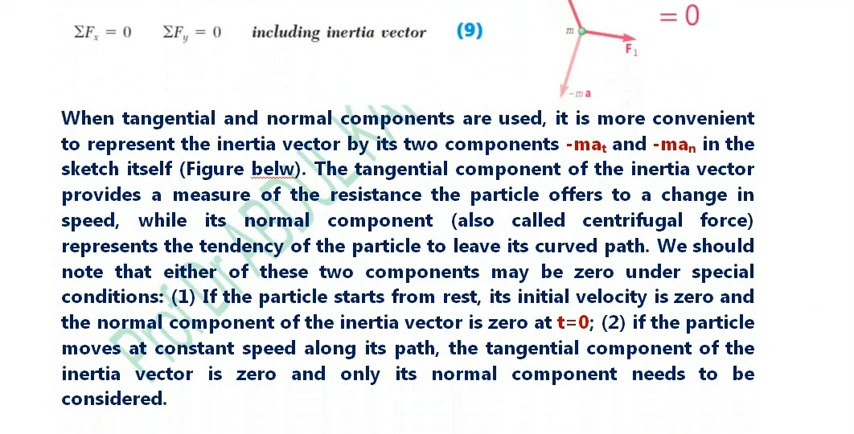 ΣFₓ = 0 ΣFᵧ = 0 including inertia vector (9)
= 0
m
F₁
-ma
When tangential and normal components are used, it is more convenient
to represent the inertia vector by its two components -maₜ and -maₙ in the
sketch itself (Figure belw). The tangential component of the inertia vector
provides a measure of the resistance the particle offers to a change in
speed, while its normal component (also called centrifugal force)
represents the tendency of the particle to leave its curved path. We should
note that either of these two components may be zero under special
conditions: (1) If the particle starts from rest, its initial velocity is zero and
the normal component of the inertia vector is zero at t=0; (2) if the particle
moves at constant speed along its path, the tangential component of the
inertia vector is zero and only its normal component needs to be
considered.
Prof Dr ABDUL